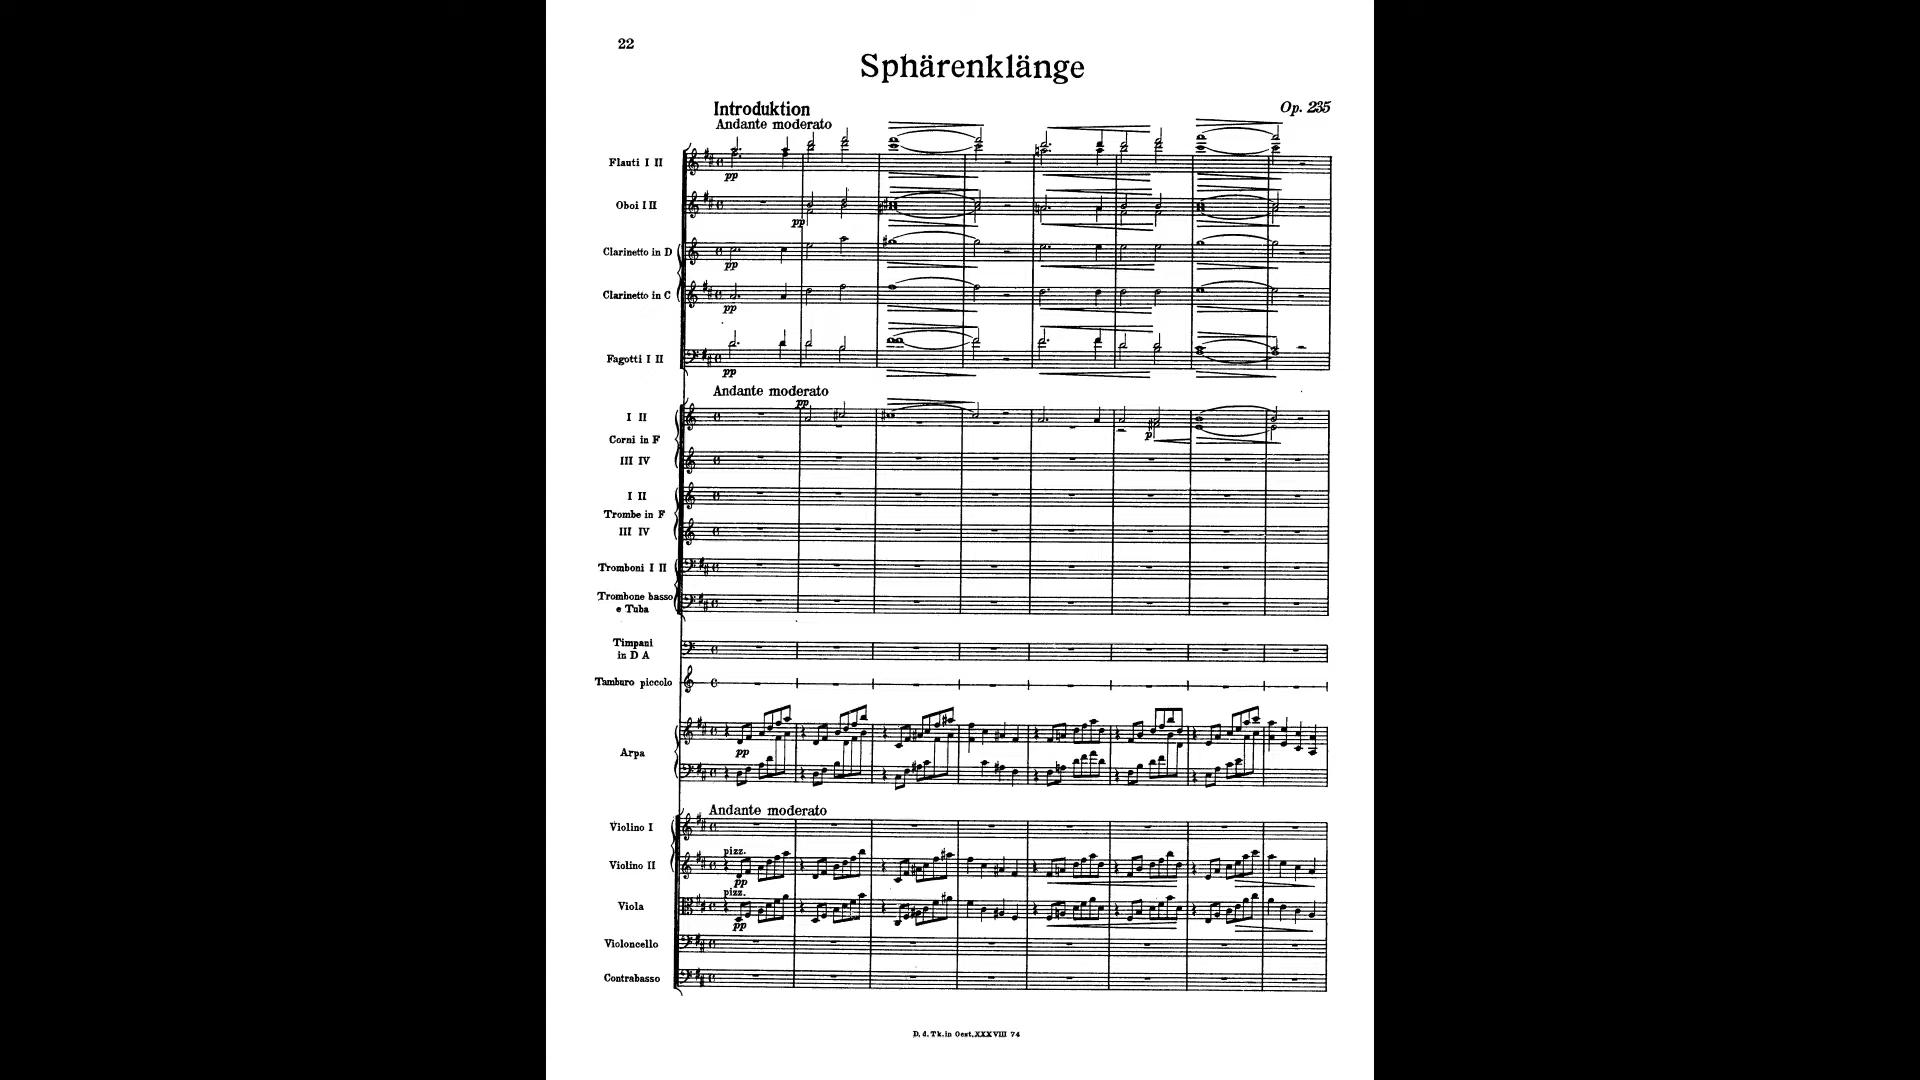 22
Sphärenklänge
Introduktion
Op. 235
Andante moderato
Flauti I II
pp
Oboi I II
pp
Clarinetto in D
pp
Clarinetto in C
pp
Fagotti I II
pp
Andante moderato
pp
I II
Corni in F
p
III IV
I II
Trombe in F
III IV
Tromboni I II
Trombone basso
e Tuba
Timpani
in D A
Tamburo piccolo
Arpa
pp
Andante moderato
Violino I
pizz.
Violino II
pp
pizz.
Viola
pp
Violoncello
Contrabasso
D. d. Tk. in Oest. XXXVIII 74